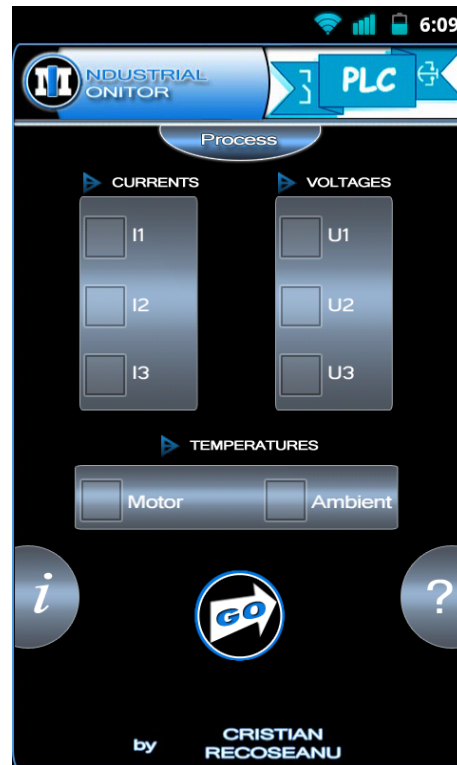 6:09
NDUSTRIAL
ONITOR
PLC
Process
CURRENTS
VOLTAGES
I1
U1
I2
U2
I3
U3
TEMPERATURES
Motor
Ambient
i
GO
?
by CRISTIAN
RECOSEANU